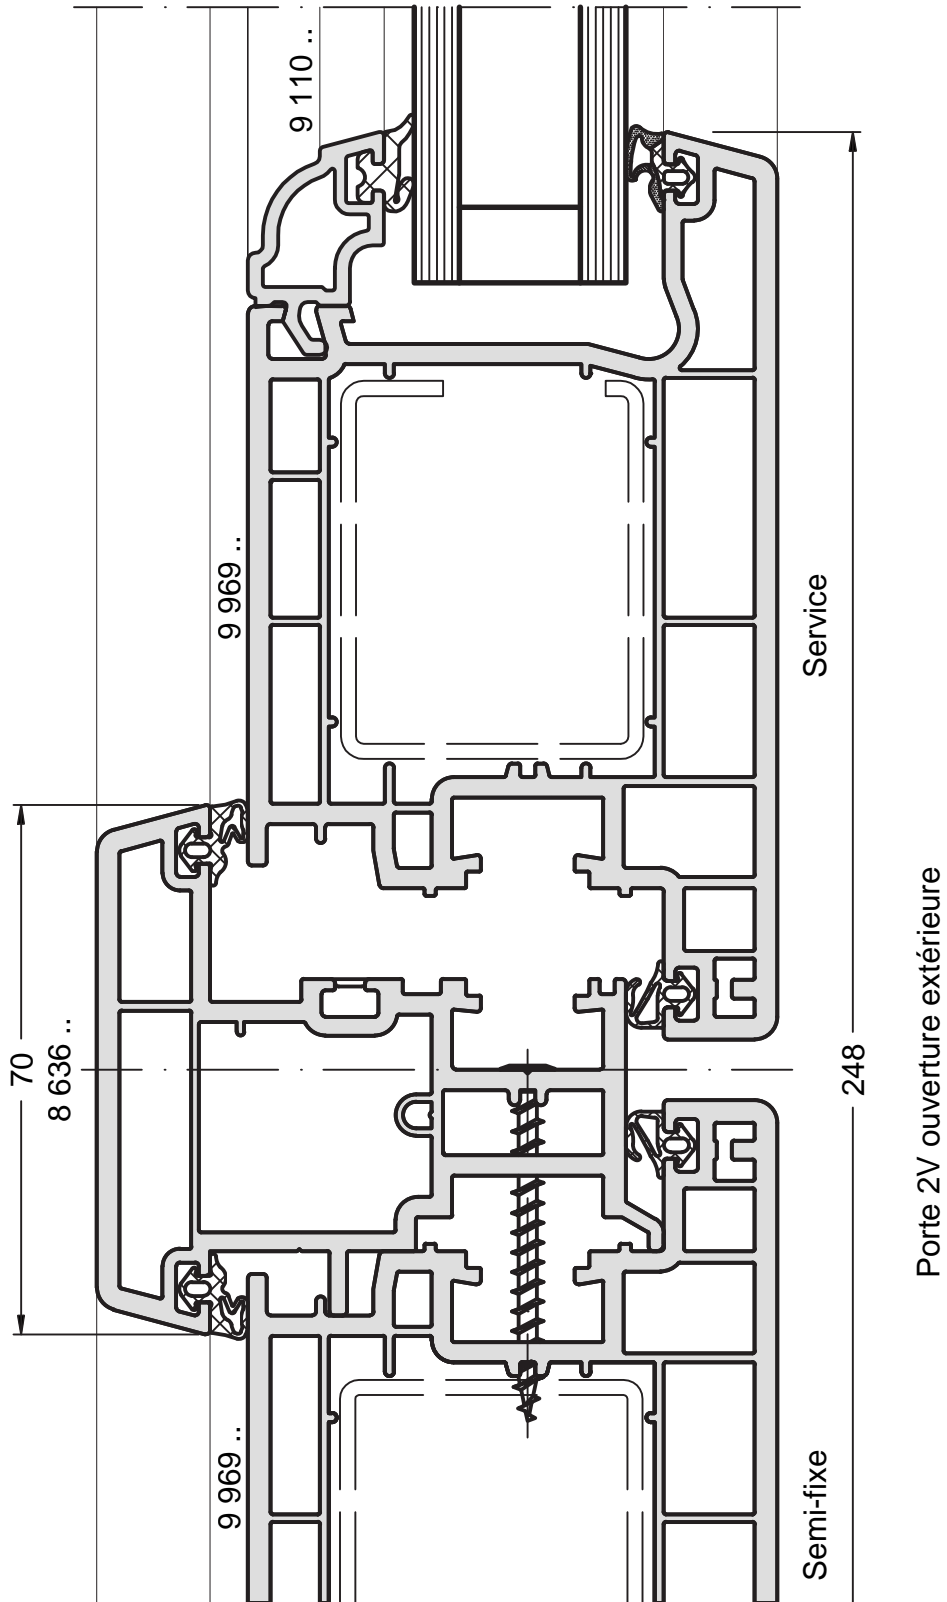 9 110 ..
9 969 ..
Service
70
8 636 ..
248
Porte 2V ouverture extérieure
9 969 ..
Semi-fixe